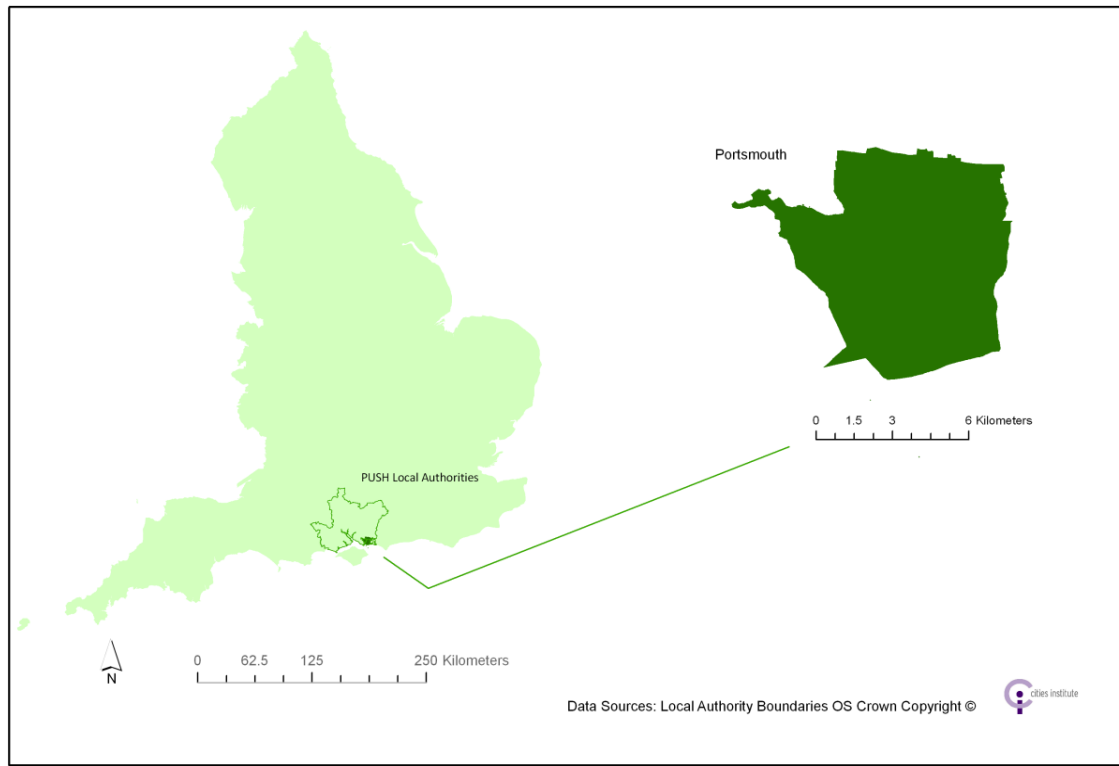 Portsmouth
0 1.5 3 6 Kilometers
PUSH Local Authorities
N
0 62.5 125 250 Kilometers
Data Sources: Local Authority Boundaries OS Crown Copyright ©
ci cities institute